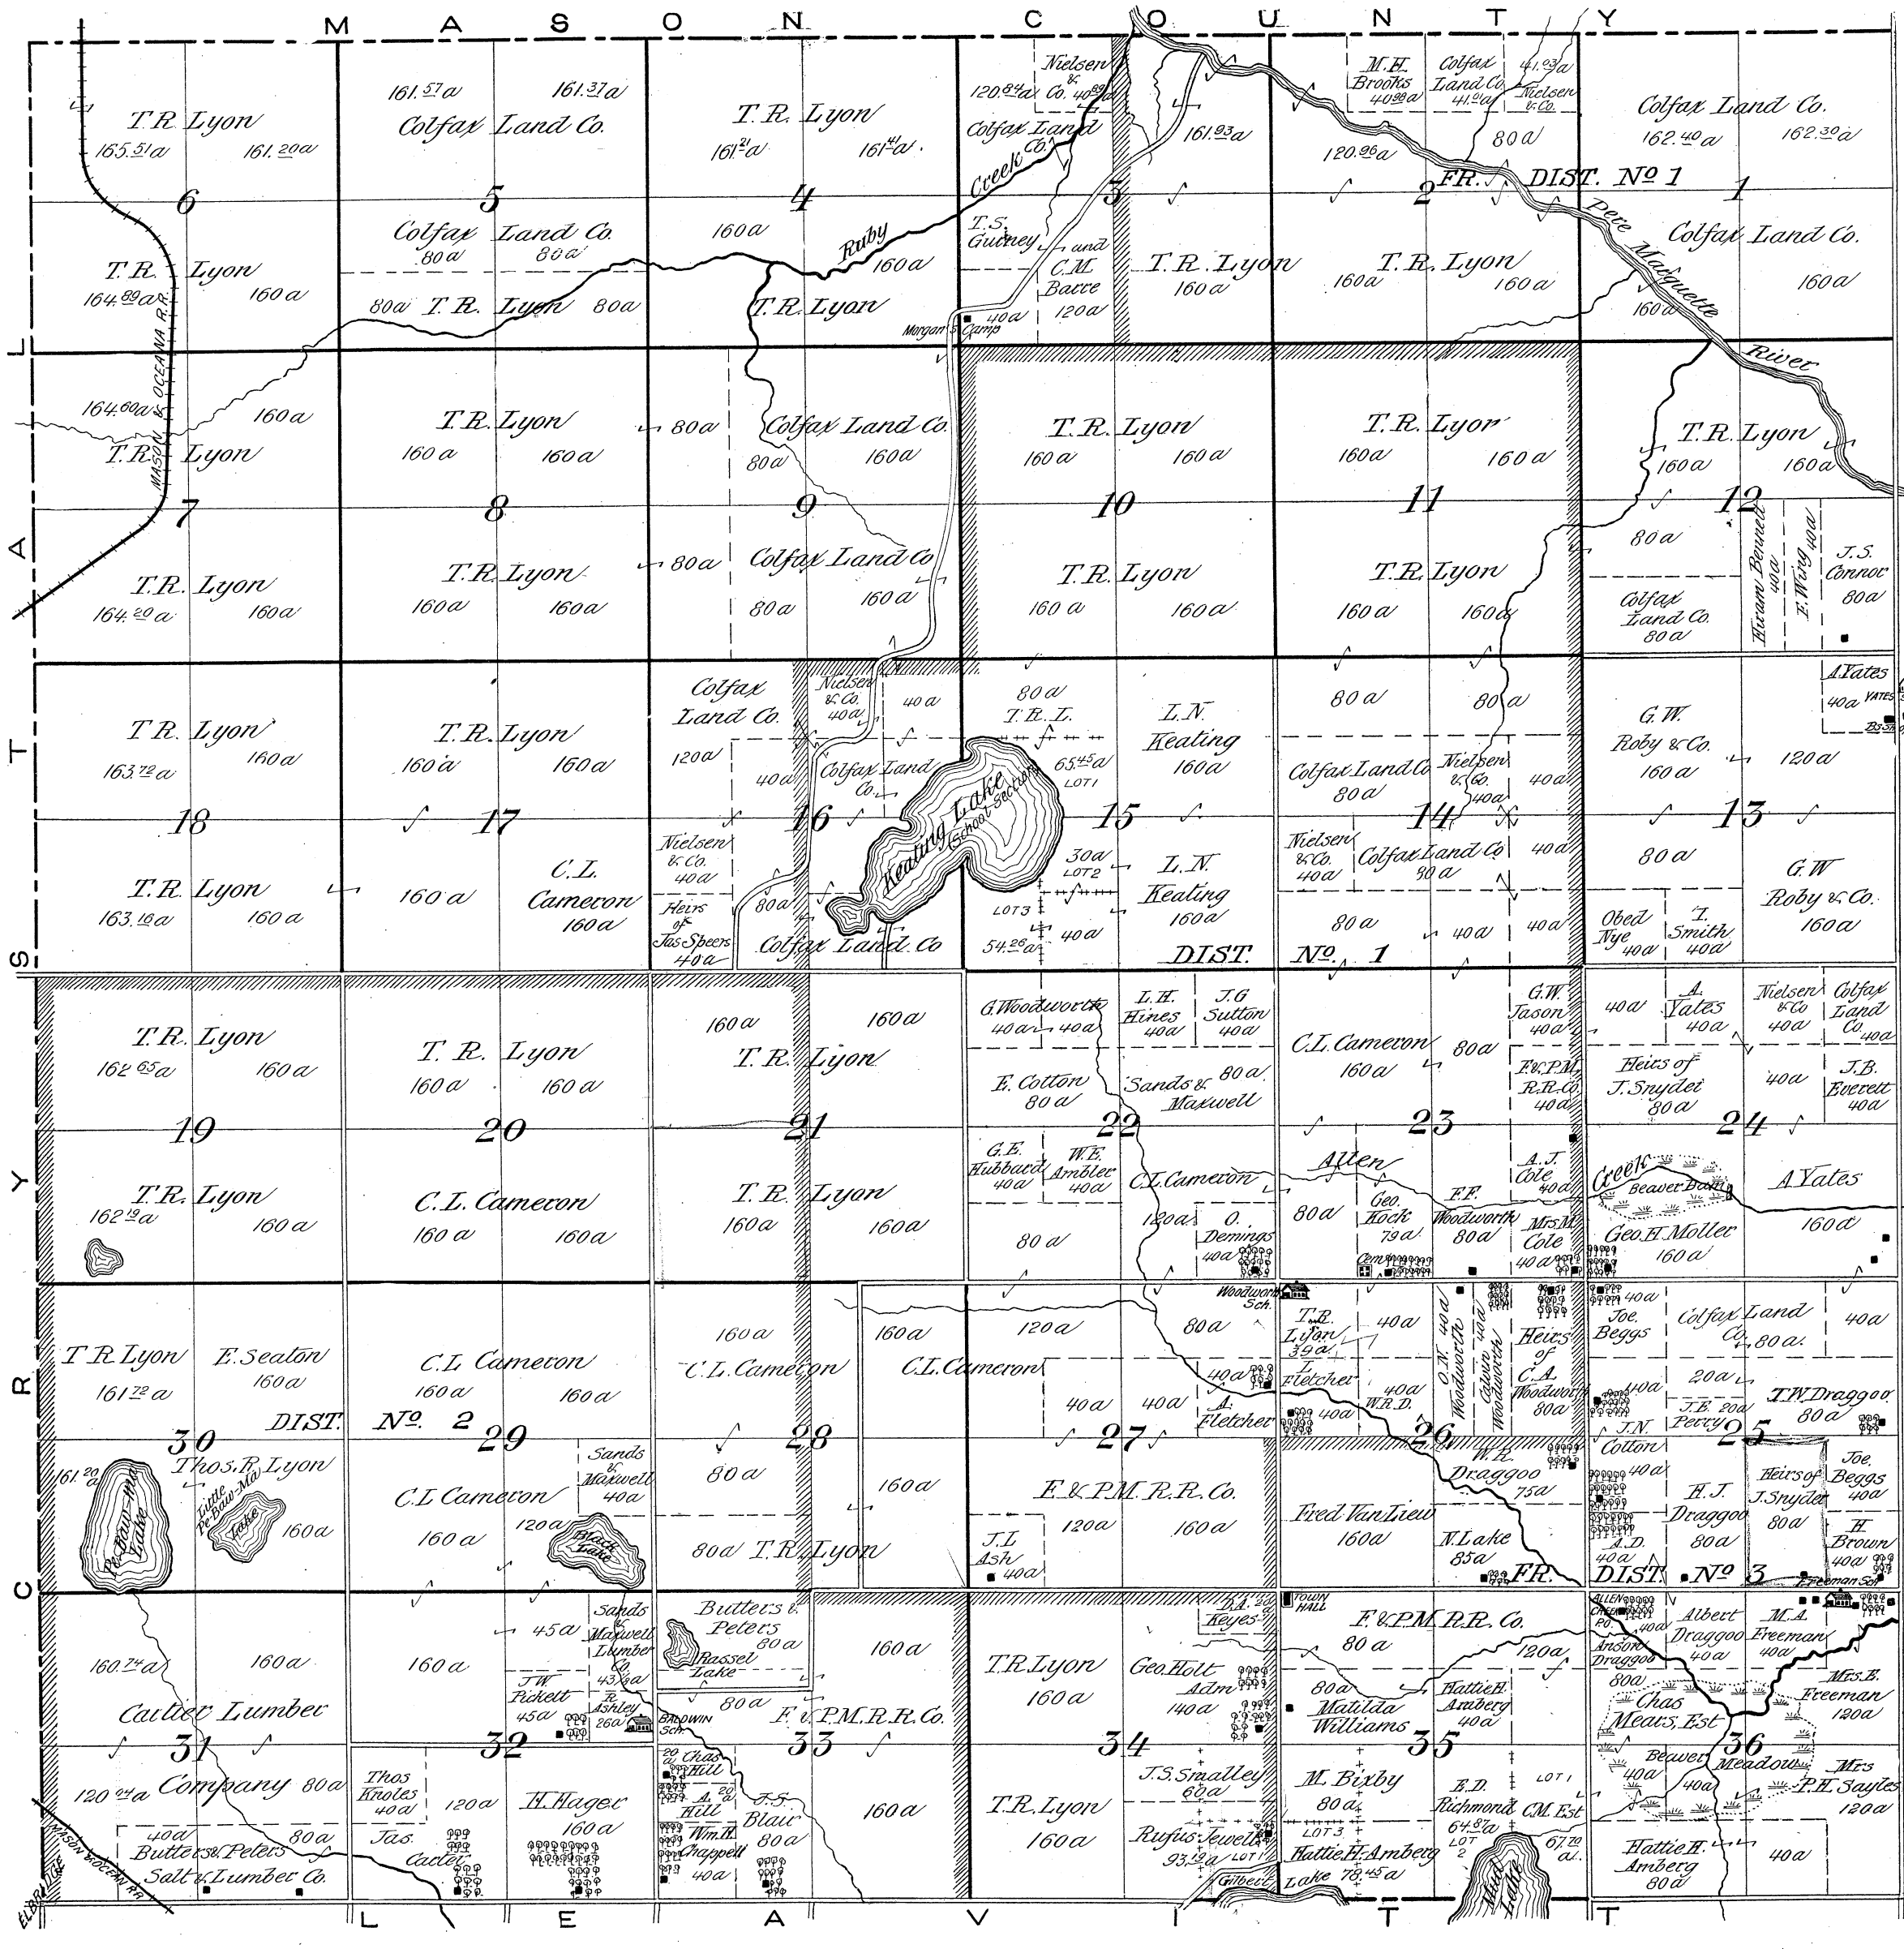 MASON COUNTY
CRYSTAL
LEAVITT
ELBRIDGE
T.R. Lyon
165.51a 161.20a
6
T.R. Lyon
164.89a 160a
MASON & OCEANA R.R.
161.57a 161.37a
Colfax Land Co.
5
Colfax Land Co.
80a 80a
80a T.R. Lyon 80a
T.R. Lyon
161.21a 161.41a
4
160a
Ruby Creek
160a
T.R. Lyon
120.84a
Nielsen
&
Co. 40.89a
Colfax Land
Co.
161.93a
3
T.S.
Gurney and
C.M.
Barre
40a 120a
Morgan's Camp
T.R. Lyon
160a
M.H.
Brooks
40.98a
Colfax
Land Co.
41.01a
41.03a
Nielsen
& Co.
120.96a
80a
2
FR. DIST. No 1
T.R. Lyon
160a 160a
Colfax Land Co.
162.40a 162.30a
1
Pere Marquette River
Colfax Land Co.
160a 160a
164.60a 160a
T.R. Lyon
7
T.R. Lyon
164.20a 160a
T.R. Lyon
160a 160a
8
T.R. Lyon
160a 160a
80a
Colfax Land Co.
80a 160a
9
80a
Colfax Land Co
80a 160a
T.R. Lyon
160a 160a
10
T.R. Lyon
160a 160a
T.R. Lyon
160a 160a
11
T.R. Lyon
160a 160a
T.R. Lyon
160a 160a
12
80a
Colfax
Land Co.
80a
Hiram Bennett
40a
E. Wing 40a
J.S.
Connor
80a
T.R. Lyon
163.72a 160a
18
T.R. Lyon
163.16a 160a
T.R. Lyon
160a 160a
17
160a
C.L.
Cameron
160a
Colfax
Land Co.
120a
40a
Nielsen
& Co.
40a
40a
Colfax Land
Co.
16
Nielsen
& Co.
40a
Heirs
of
Jas Speers
40a
80a
Colfax Land Co
Keating Lake
(School Section)
80a
T.R.L.
65.45a
LOT 1
L.N.
Keating
160a
15
30a
LOT 2
LOT 3
54.26a
40a
L.N.
Keating
160a
DIST. No. 1
80a 80a
Colfax Land Co
80a
Nielsen
& Co.
40a
40a
14
Nielsen
& Co.
40a
Colfax Land Co
80a
40a
80a 40a 40a
G.W.
Roby & Co.
160a
A Yates
40a
YATES
120a
13
80a
Obed
Nye
40a
T.
Smith
40a
G.W
Roby & Co.
160a
T.R. Lyon
162.65a 160a
19
T.R. Lyon
162.19a 160a
T. R. Lyon
160a 160a
20
C.L. Cameron
160a 160a
160a 160a
T.R. Lyon
21
T.R. Lyon
160a 160a
G. Woodworth
40a 40a
L.H.
Hines
40a
J.G
Sutton
40a
E. Cotton
80a
Sands & 80a
Maxwell
22
G.E.
Hubbard
40a
W.E.
Ambler
40a
C.L. Cameron
120a
80a
O.
Demings
40a
C.L. Cameron
160a 80a
G.W.
Jason
40a
F. & P.M.
R.R. Co.
40a
23
Allen Creek
80a
Geo.
Hock
79a
Cem.
F.F.
Woodworth
80a
A.J.
Cole
40a
Mrs M.
Cole
40a
40a
A.
Yates
40a
Nielsen
& Co
40a
Colfax
Land
Co.
40a
Heirs of
J. Snyder
80a
40a
J.B.
Everett
40a
24
Beaver Dam
Geo. H. Moller
160a
A Yates
160a
T R Lyon
161.72a
E. Seaton
160a
30
DIST. No. 2
161.20a
Thos. R. Lyon
160a
Pe-Baw-Ma
Lake
Little
Pe-Baw-Ma
Lake
C.L. Cameron
160a 160a
29
C.L Cameron
160a 120a
Sands
&
Maxwell
40a
Black
Lake
160a
C.L. Cameron
160a
28
80a
160a
80a T.R. Lyon
120a 80a
C.L. Cameron
40a 40a
40a
A.
Fletcher
27
F. & P.M. R.R. Co.
120a 160a
J.L
Ash
40a
Woodworth
Sch.
T.R.
Lyon
39a
40a
L.
Fletcher
40a
40a
W.R.D.
O.N. Woodworth 40a
Edwin Woodworth 40a
Heirs
of
C.A.
Woodworth
80a
26
Fred Van Lieu
160a
W.R.
Draggoo
75a
N. Lake
85a
FR. DIST. No 3
40a
Joe.
Beggs
Colfax Land
Co.
80a.
40a
40a
20a
J.E. 20a
Perry
T.W. Draggoo
80a
25
J.N.
Cotton
40a
A.D.
40a
H.J.
Draggoo
80a
Heirs of
J. Snyder
80a
Joe.
Beggs
40a
H
Brown
40a
Freeman Sch
160.74a 160a
Cartier Lumber
31
120.04a Company 80a
40a 80a
Butters & Peters
Salt & Lumber Co.
MASON & OCEANA R.R.
160a
45a
Sands
&
Maxwell
Lumber
Co.
43⅓a
J.W.
Pickett
45a
R.
Ashley
26a
32
Thos
Knoles
40a
120a
Jas.
Carter
H. Hager
160a
Butters &
Peters
80a
Rassel
Lake
160a
80a
BALDWIN
Sch.
F. & P.M. R.R. Co.
33
20a
Chas
Hill
A. 20a
Hill
Wm. H.
Chappell
40a
J.S.
Blair
80a
160a
T.R. Lyon
160a
D.A. 20a
Keyes
Geo. Holt
Adm
140a
34
T.R. Lyon
160a
J.S. Smalley
60a
Rufus Jewell
93.19a LOT 1
Gilbert Lake
TOWN
HALL
F. & P.M. R.R. Co.
80a 120a
80a
Matilda
Williams
Hattie H.
Amberg
40a
35
M. Bixby
80a
LOT 3
Hattie H. Amberg
78.45a
E.D.
Richmond
64.87a
LOT
2
LOT 1
C.M. Est
67.70a
Mud
Lake
ALLEN
CREEK
P.O.
40a
Anson
Draggoo
Albert
Draggoo
40a
M.A.
Freeman
40a
80a
Chas
Mears, Est
Mrs. E.
Freeman
120a
36
Beaver Meadow
40a
40a
Mrs
P.H. Sayles
120a
Hattie H.
Amberg
80a
40a